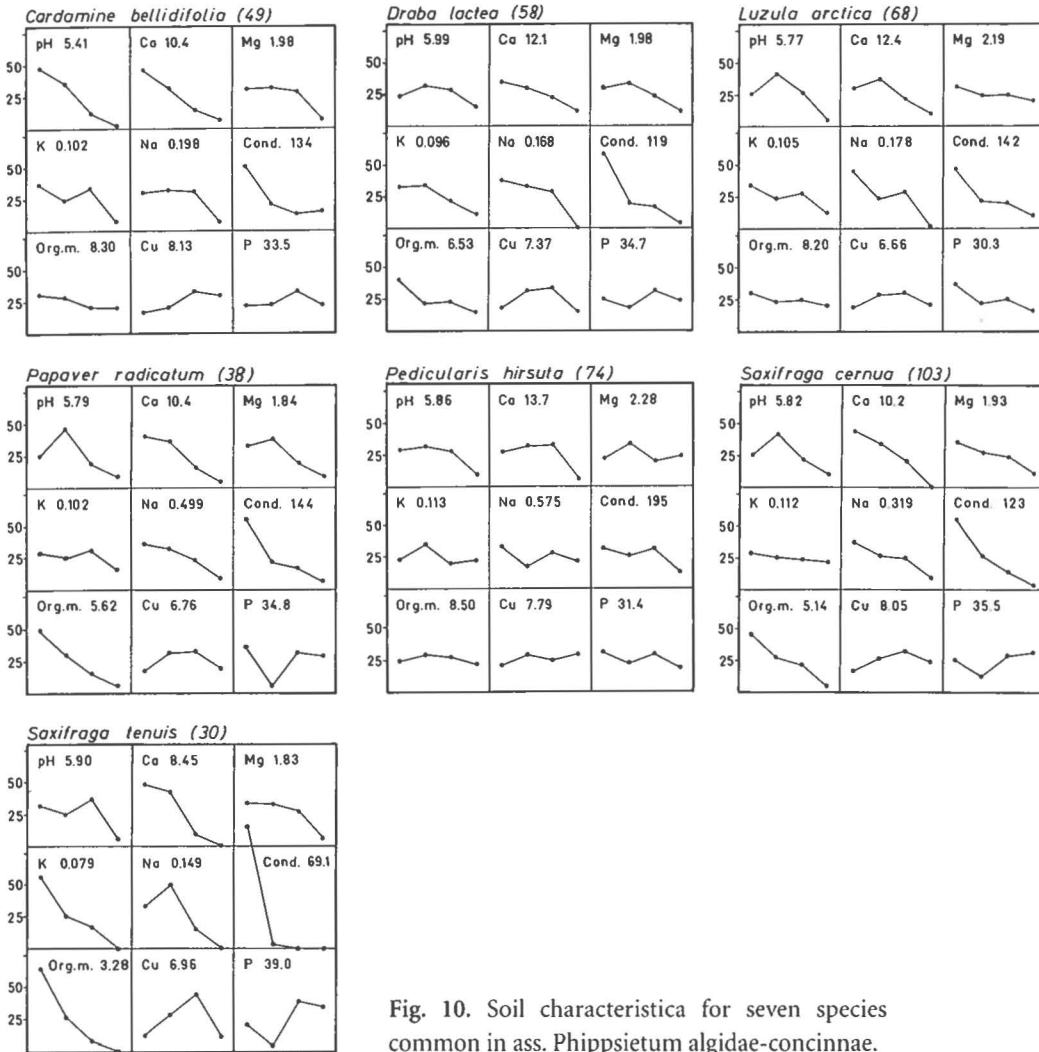 Cardamine bellidifolia (49)
pH 5.41 Ca 10.4 Mg 1.98
50
25
K 0.102 Na 0.198 Cond. 134
50
25
Org.m. 8.30 Cu 8.13 P 33.5
50
25
Draba lactea (58)
pH 5.99 Ca 12.1 Mg 1.98
50
25
K 0.096 Na 0.168 Cond. 119
50
25
Org.m. 6.53 Cu 7.37 P 34.7
50
25
Luzula arctica (68)
pH 5.77 Ca 12.4 Mg 2.19
50
25
K 0.105 Na 0.178 Cond. 142
50
25
Org.m. 8.20 Cu 6.66 P 30.3
50
25
Papaver radicatum (38)
pH 5.79 Ca 10.4 Mg 1.84
50
25
K 0.102 Na 0.499 Cond. 144
50
25
Org.m. 5.62 Cu 6.76 P 34.8
50
25
Pedicularis hirsuta (74)
pH 5.86 Ca 13.7 Mg 2.28
50
25
K 0.113 Na 0.575 Cond. 195
50
25
Org.m. 8.50 Cu 7.79 P 31.4
50
25
Saxifraga cernua (103)
pH 5.82 Ca 10.2 Mg 1.93
50
25
K 0.112 Na 0.319 Cond. 123
50
25
Org.m. 5.14 Cu 8.05 P 35.5
50
25
Saxifraga tenuis (30)
pH 5.90 Ca 8.45 Mg 1.83
50
25
K 0.079 Na 0.149 Cond. 69.1
50
25
Org.m. 3.28 Cu 6.96 P 39.0
50
25
Fig. 10. Soil characteristica for seven species
common in ass. Phippsietum algidae-concinnae.